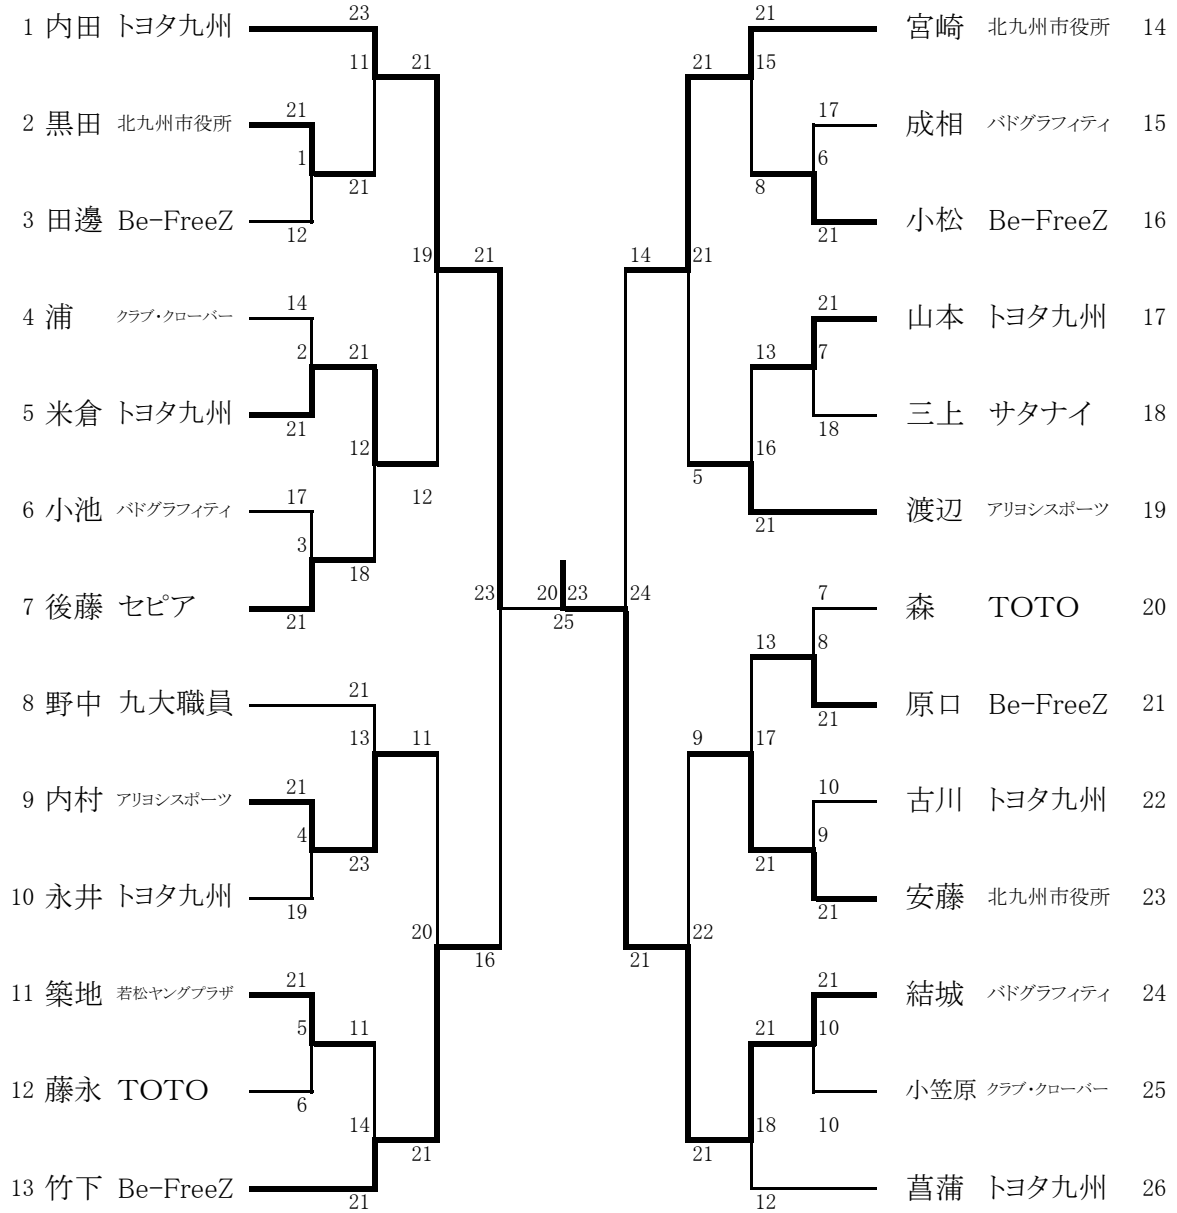 23
1 内田 トヨタ九州
11 21
21
2 黒田 北九州市役所
1
21
3 田邊 Be-FreeZ
12
19 21
14
4 浦 クラブ・クローバー
2 21
5 米倉 トヨタ九州
21
12
17 12
6 小池 バドグラフィティ
3
18
7 後藤 セピア
21
23 20 23 24
25
21
8 野中 九大職員
13 11
21
9 内村 アリヨシスポーツ
4
23
10 永井 トヨタ九州
19
20
16
21
11 築地 若松ヤングプラザ
5 11
12 藤永 TOTO
6
14
21
13 竹下 Be-FreeZ
21
21
宮崎 北九州市役所 14
21 15
17
成相 バドグラフィティ 15
6
8
小松 Be-FreeZ 16
21
14 21
21
山本 トヨタ九州 17
13 7
三上 サタナイ 18
18
16
5
渡辺 アリヨシスポーツ 19
21
7
森 TOTO 20
13 8
原口 Be-FreeZ 21
21
9 17
10
古川 トヨタ九州 22
9
21
安藤 北九州市役所 23
21
22
21
21
結城 バドグラフィティ 24
21 10
小笠原 クラブ・クローバー 25
18 10
21
菖蒲 トヨタ九州 26
12